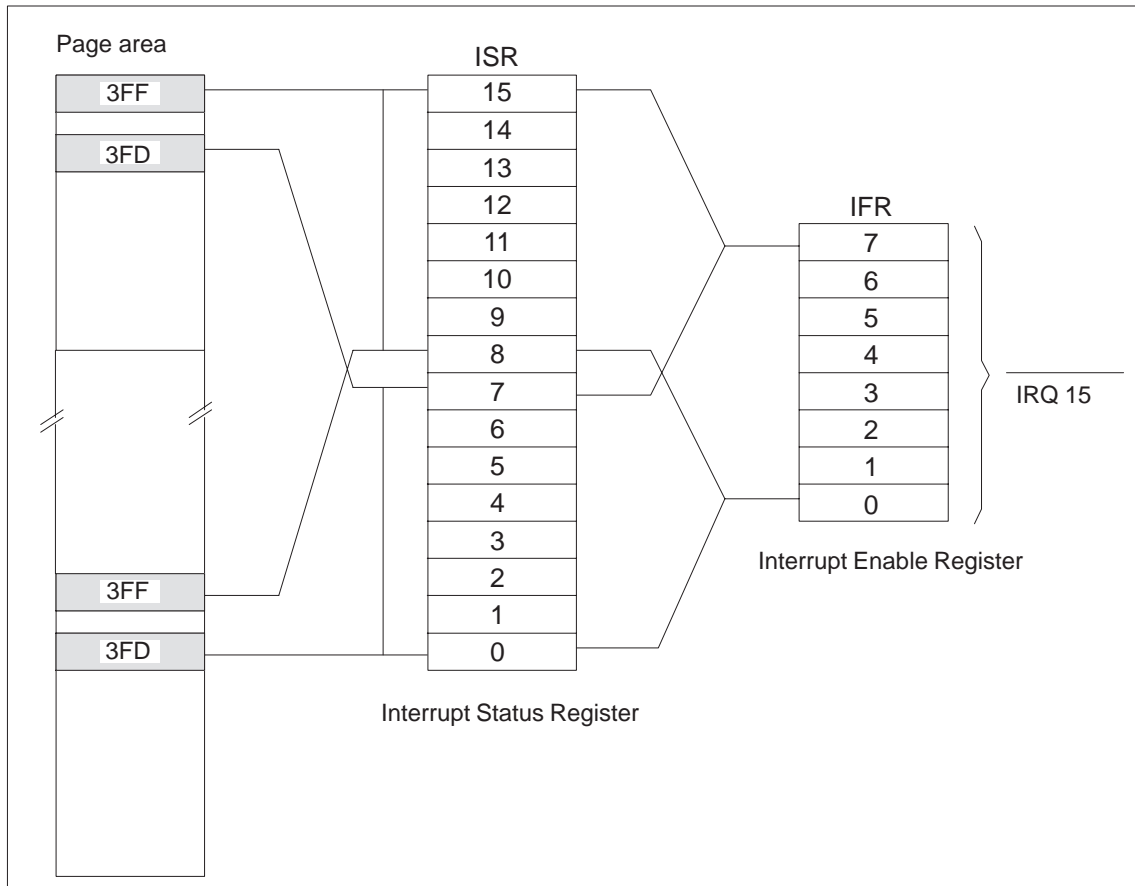 Page area
3FF
3FD
3FF
3FD
ISR
15
14
13
12
11
10
9
8
7
6
5
4
3
2
1
0
Interrupt Status Register
IFR
7
6
5
4
3
2
1
0
Interrupt Enable Register
IRQ 15